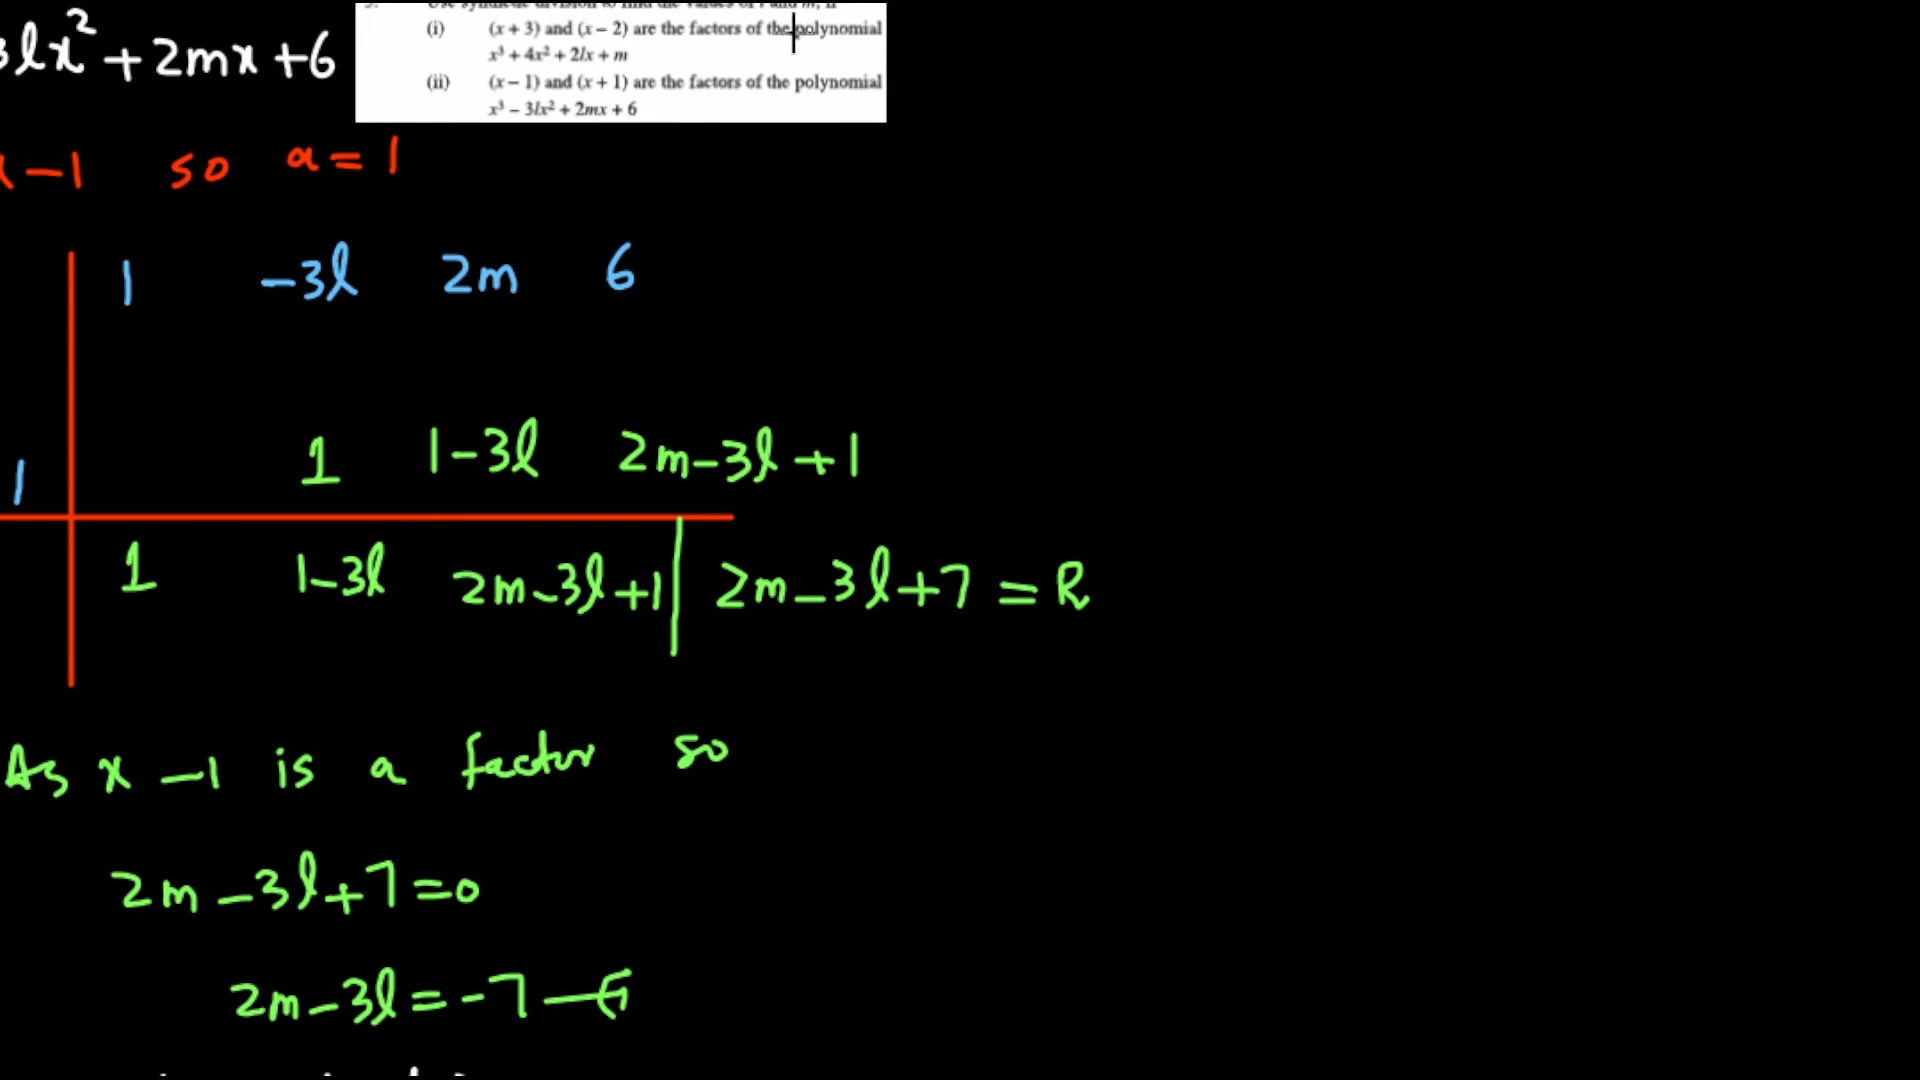 3lx² + 2mx + 6
(i) (x + 3) and (x – 2) are the factors of the polynomial
x³ + 4x² + 2lx + m
(ii) (x – 1) and (x + 1) are the factors of the polynomial
x³ – 3lx² + 2mx + 6
x – 1 so a = 1
1 -3l 2m 6
1 1-3l 2m-3l+1
1
1 1-3l 2m-3l+1 2m-3l+7 = R
As x – 1 is a factor so
2m – 3l + 7 = 0
2m – 3l = -7